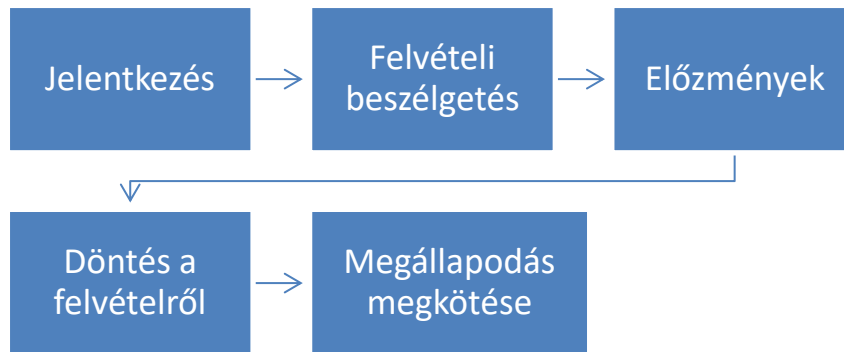 Jelentkezés
Felvételi
beszélgetés
Előzmények
Döntés a
felvételről
Megállapodás
megkötése